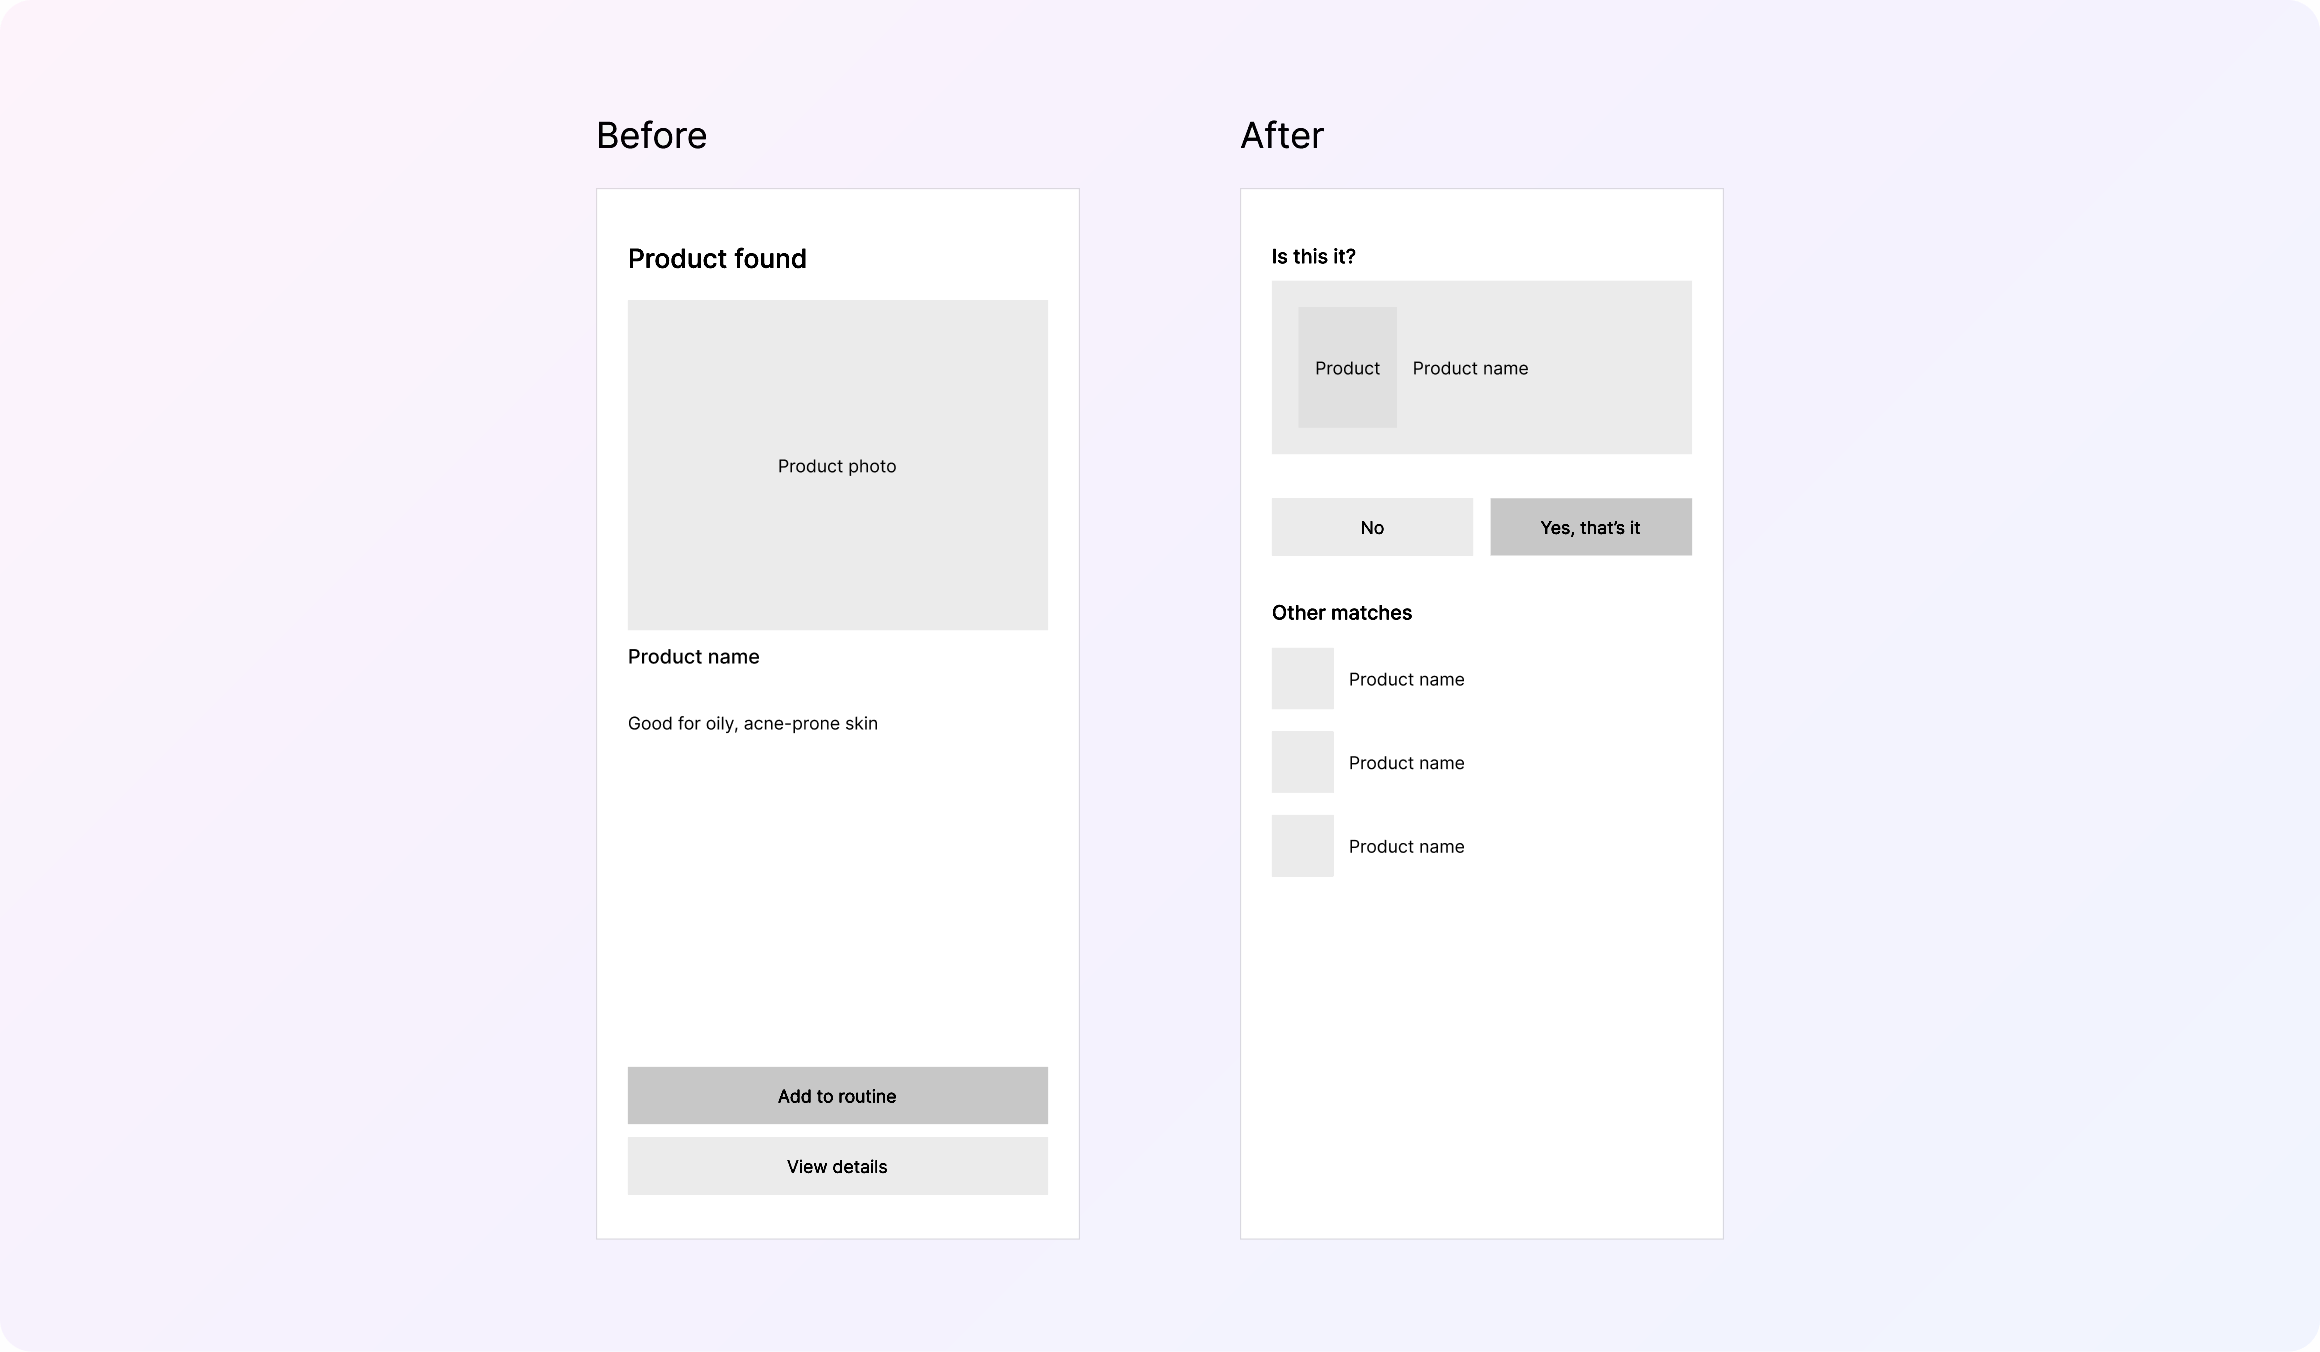 Before
Product found
Product photo
Product name
Good for oily, acne-prone skin
Add to routine
View details
After
Is this it?
Product
Product name
No
Yes, that’s it
Other matches
Product name
Product name
Product name